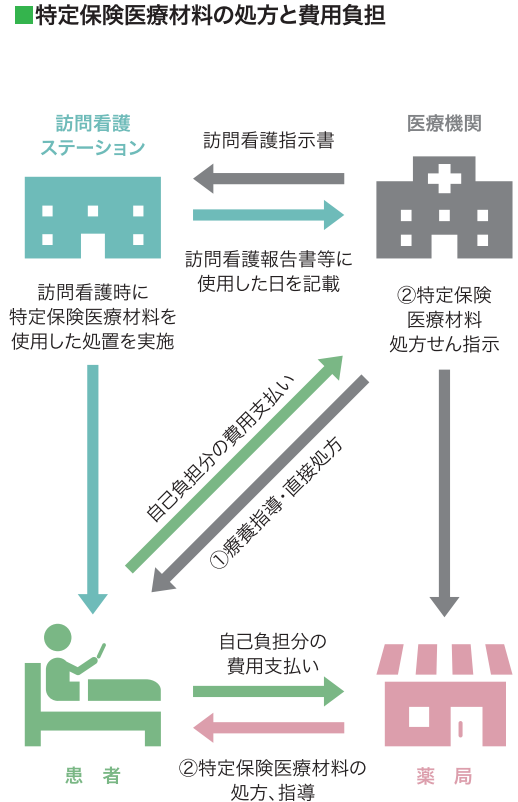 ■特定保険医療材料の処方と費用負担
訪問看護
ステーション
医療機関
訪問看護指示書
訪問看護報告書等に
使用した日を記載
訪問看護時に
特定保険医療材料を
使用した処置を実施
②特定保険
医療材料
処方せん指示
自己負担分の費用支払い
①療養指導・直接処方
自己負担分の
費用支払い
②特定保険医療材料の
処方、指導
患 者
薬 局